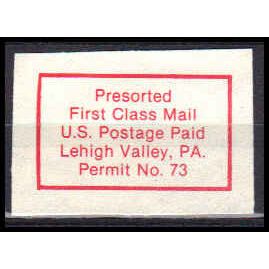 Presorted
First Class Mail
U.S. Postage Paid
Lehigh Valley, PA.
Permit No. 73